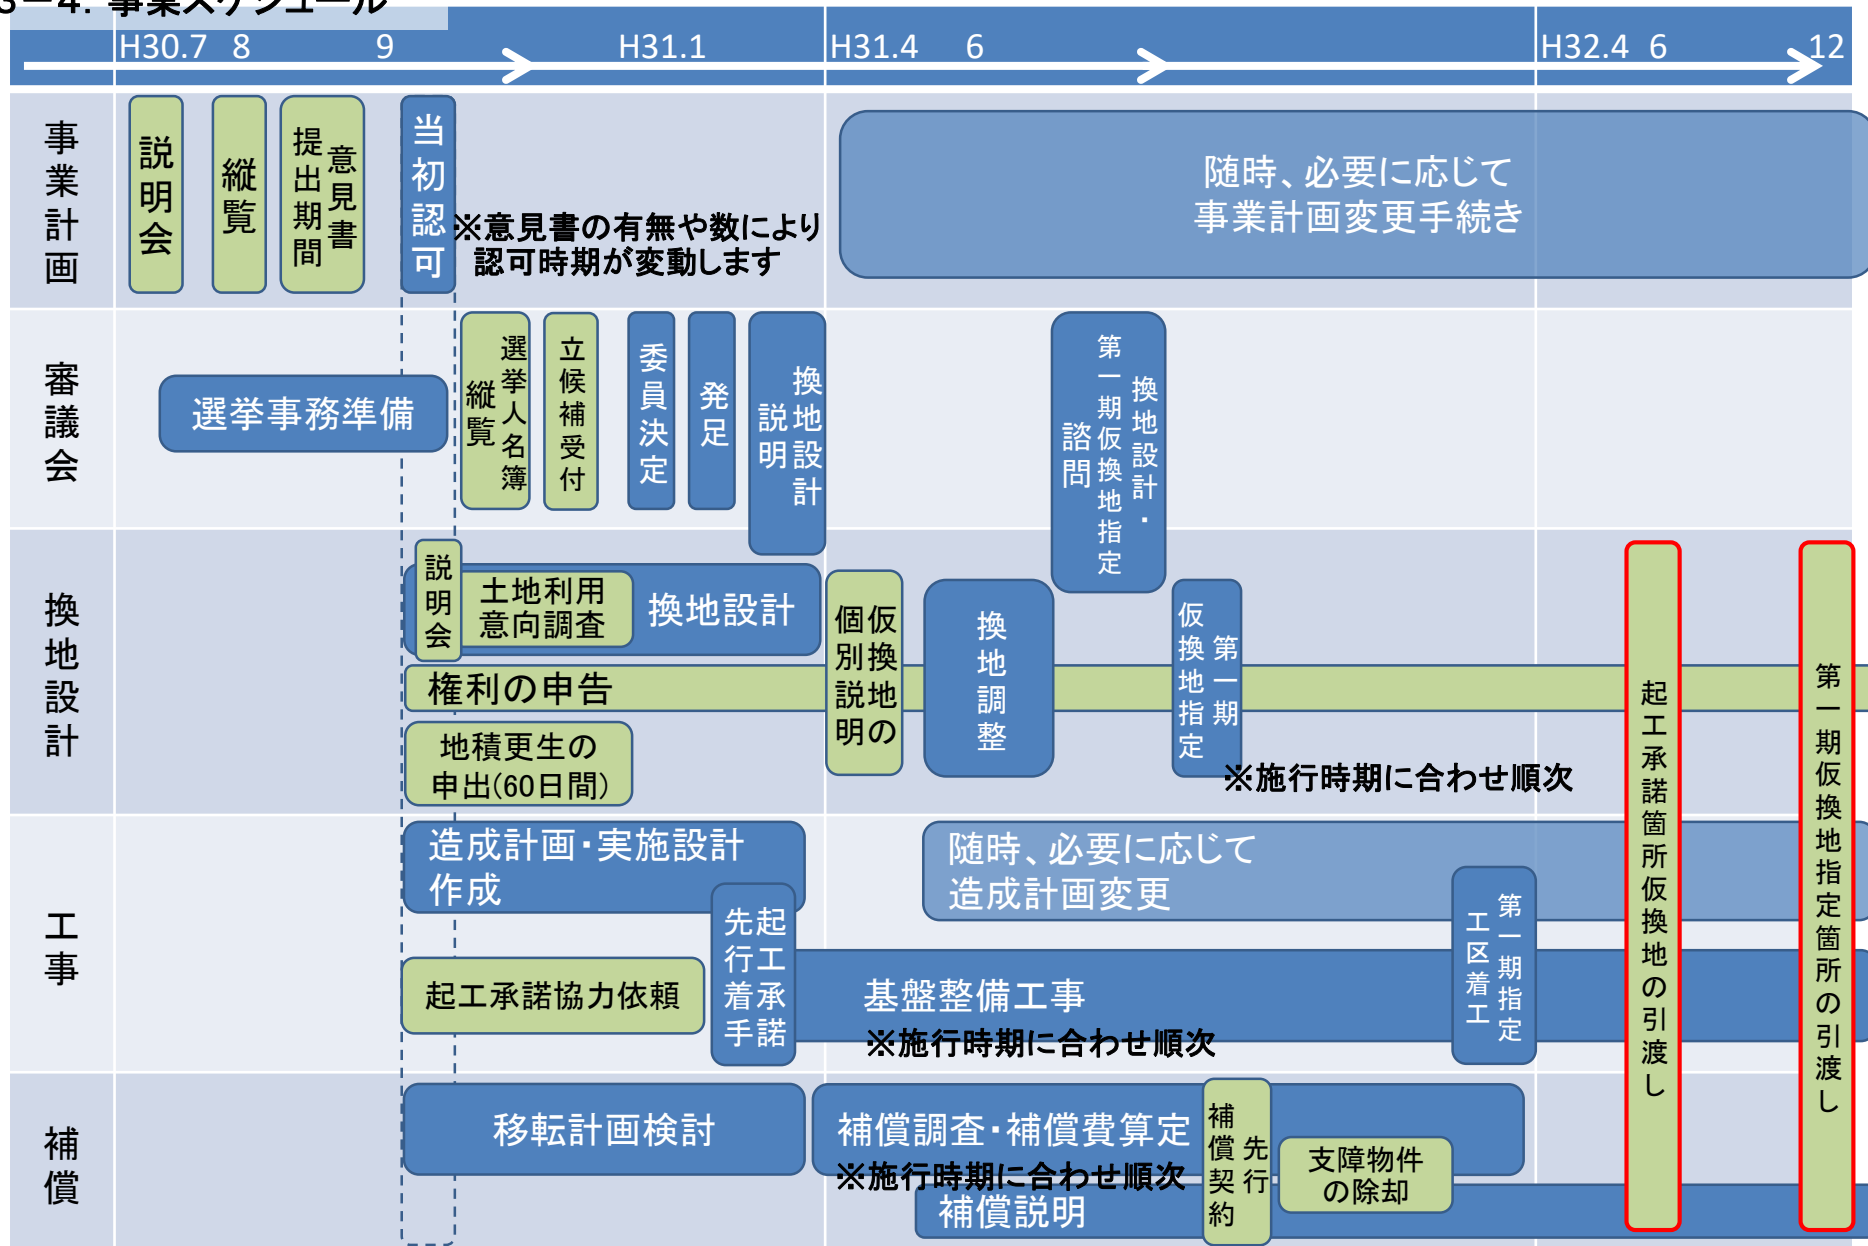 3－4．事業スケジュール
H30.7 8 9 H31.1 H31.4 6 H32.4 6 12
事業計画
説明会
縦覧
意見書
提出期間
当初認可
※意見書の有無や数により
認可時期が変動します
随時、必要に応じて
事業計画変更手続き
審議会
選挙事務準備
選挙人名簿
縦覧
立候補受付
委員決定
発足
換地設計
説明
換地設計・
第一期仮換地指定
諮問
換地設計
説明会
土地利用
意向調査
換地設計
権利の申告
地積更生の
申出(60日間)
仮換地の
個別説明
換地調整
第一期
仮換地指定
※施行時期に合わせ順次
起工承諾箇所仮換地の引渡し
第一期仮換地指定箇所の引渡し
工事
造成計画・実施設計
作成
起工承諾
先行着手
起工承諾協力依頼
随時、必要に応じて
造成計画変更
基盤整備工事
※施行時期に合わせ順次
第一期指定
工区着工
補償
移転計画検討
補償調査・補償費算定
※施行時期に合わせ順次
補償説明
先行
補償契約
支障物件
の除却